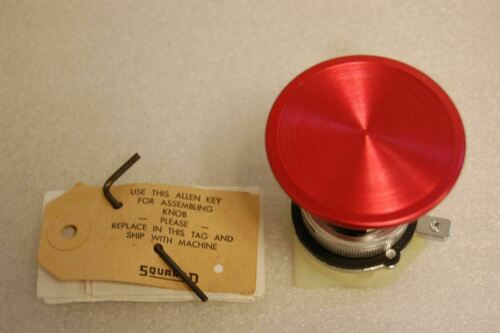 USE THIS ALLEN KEY
FOR ASSEMBLING
KNOB
— PLEASE —
REPLACE IN THIS TAG AND
SHIP WITH MACHINE
SQUARE D